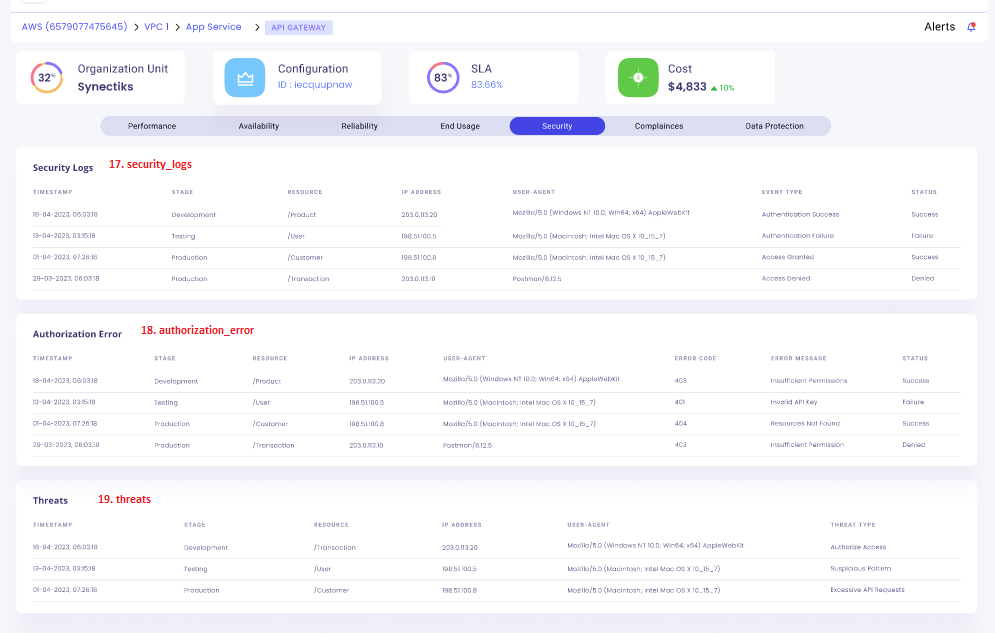 AWS (6579077475645) > VPC 1 > App Service > API GATEWAY Alerts
32% Organization Unit Synectiks
Configuration ID : iecquupnaw
83% SLA 83.66%
Cost $4,833 ▲10%
Performance Availability Reliability End Usage Security Complainces Data Protection
Security Logs 17. security_logs
TIMESTAMP STAGE RESOURCE IP ADDRESS USER-AGENT EVENT TYPE STATUS
18-04-2023, 06:03:18 Development /Product 203.0.113.20 Mozilla/5.0 (Windows NT 10.0; Win64; x64) AppleWebKit Authentication Success Success
13-04-2023, 03:15:18 Testing /User 198.51.100.5 Mozilla/5.0 (Macintosh; Intel Mac OS X 10_15_7) Authentication Failure Failure
01-04-2023, 07:26:18 Production /Customer 198.51.100.8 Mozilla/5.0 (Macintosh; Intel Mac OS X 10_15_7) Access Granted Success
29-03-2023, 06:03:18 Production /Transaction 203.0.113.10 Postman/8.12.5 Access Denied Denied
Authorization Error 18. authorization_error
TIMESTAMP STAGE RESOURCE IP ADDRESS USER-AGENT ERROR CODE ERROR MESSAGE STATUS
18-04-2023, 06:03:18 Development /Product 203.0.113.20 Mozilla/5.0 (Windows NT 10.0; Win64; x64) AppleWebKit 403 Insufficient Permissions Success
13-04-2023, 03:15:18 Testing /User 198.51.100.5 Mozilla/5.0 (Macintosh; Intel Mac OS X 10_15_7) 401 Invalid API Key Failure
01-04-2023, 07:26:18 Production /Customer 198.51.100.8 Mozilla/5.0 (Macintosh; Intel Mac OS X 10_15_7) 404 Resources Not Found Success
29-03-2023, 06:03:18 Production /Transaction 203.0.113.10 Postman/8.12.5 403 Insufficient Permission Denied
Threats 19. threats
TIMESTAMP STAGE RESOURCE IP ADDRESS USER-AGENT THREAT TYPE
18-04-2023, 06:03:18 Development /Transaction 203.0.113.20 Mozilla/5.0 (Windows NT 10.0; Win64; x64) AppleWebKit Authorize Access
13-04-2023, 03:15:18 Testing /User 198.51.100.5 Mozilla/5.0 (Macintosh; Intel Mac OS X 10_15_7) Suspicious Pattern
01-04-2023, 07:26:18 Production /Customer 198.51.100.8 Mozilla/5.0 (Macintosh; Intel Mac OS X 10_15_7) Excessive API Requests